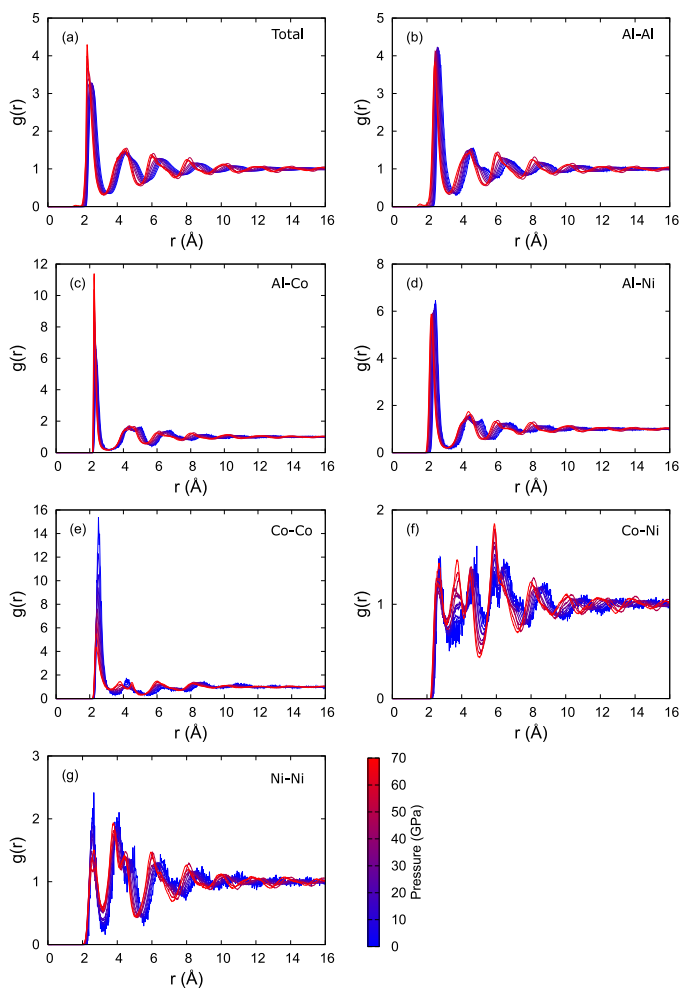 (a) Total
5
4
3
2
1
0
g(r)
0 2 4 6 8 10 12 14 16
r (Å)
(b) Al-Al
5
4
3
2
1
0
g(r)
0 2 4 6 8 10 12 14 16
r (Å)
(c) Al-Co
12
10
8
6
4
2
0
g(r)
0 2 4 6 8 10 12 14 16
r (Å)
(d) Al-Ni
8
6
4
2
0
g(r)
0 2 4 6 8 10 12 14 16
r (Å)
(e) Co-Co
16
14
12
10
8
6
4
2
0
g(r)
0 2 4 6 8 10 12 14 16
r (Å)
(f) Co-Ni
2
1
0
g(r)
0 2 4 6 8 10 12 14 16
r (Å)
(g) Ni-Ni
3
2
1
0
g(r)
0 2 4 6 8 10 12 14 16
r (Å)
70
60
50
40
30
20
10
0
Pressure (GPa)